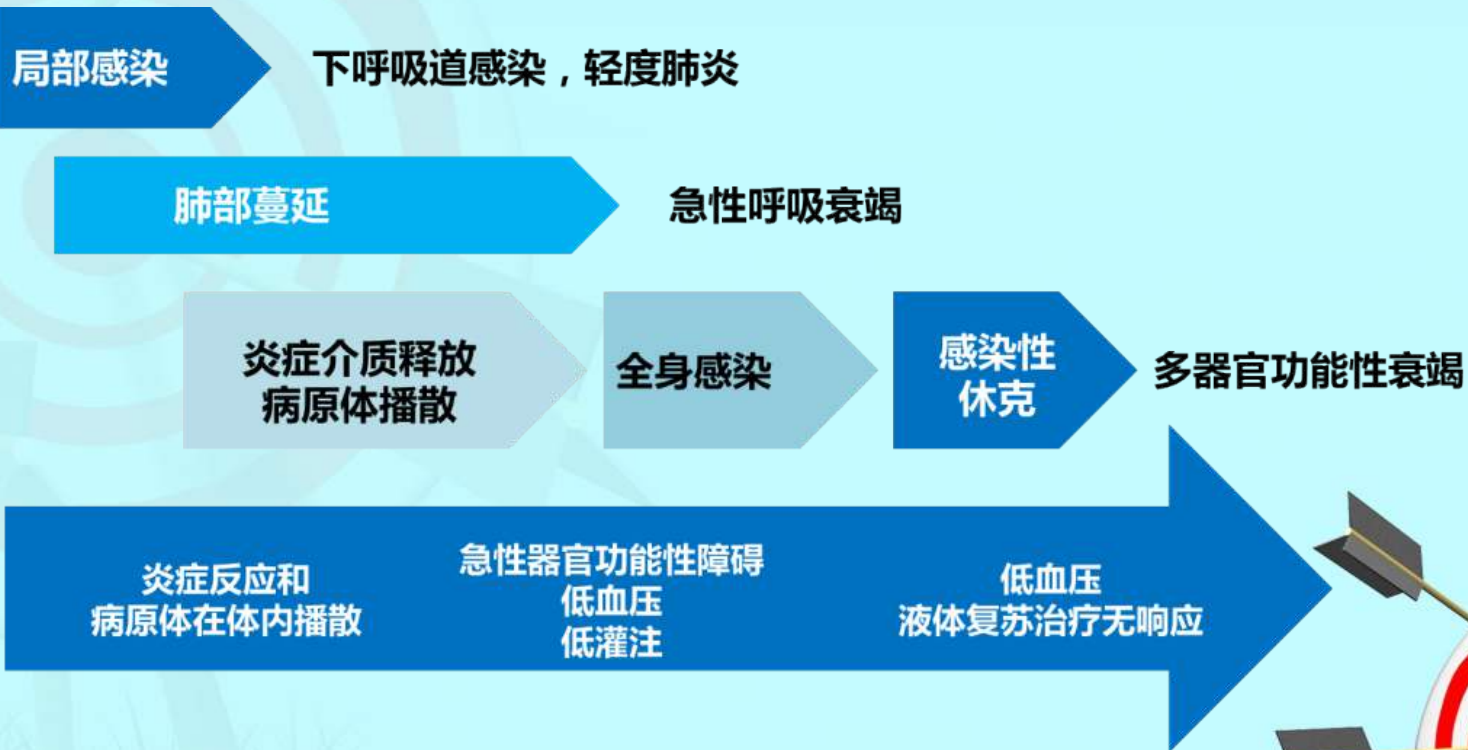 局部感染
下呼吸道感染，轻度肺炎
肺部蔓延
急性呼吸衰竭
炎症介质释放
病原体播散
全身感染
感染性
休克
多器官功能性衰竭
炎症反应和
病原体在体内播散
急性器官功能性障碍
低血压
低灌注
低血压
液体复苏治疗无响应